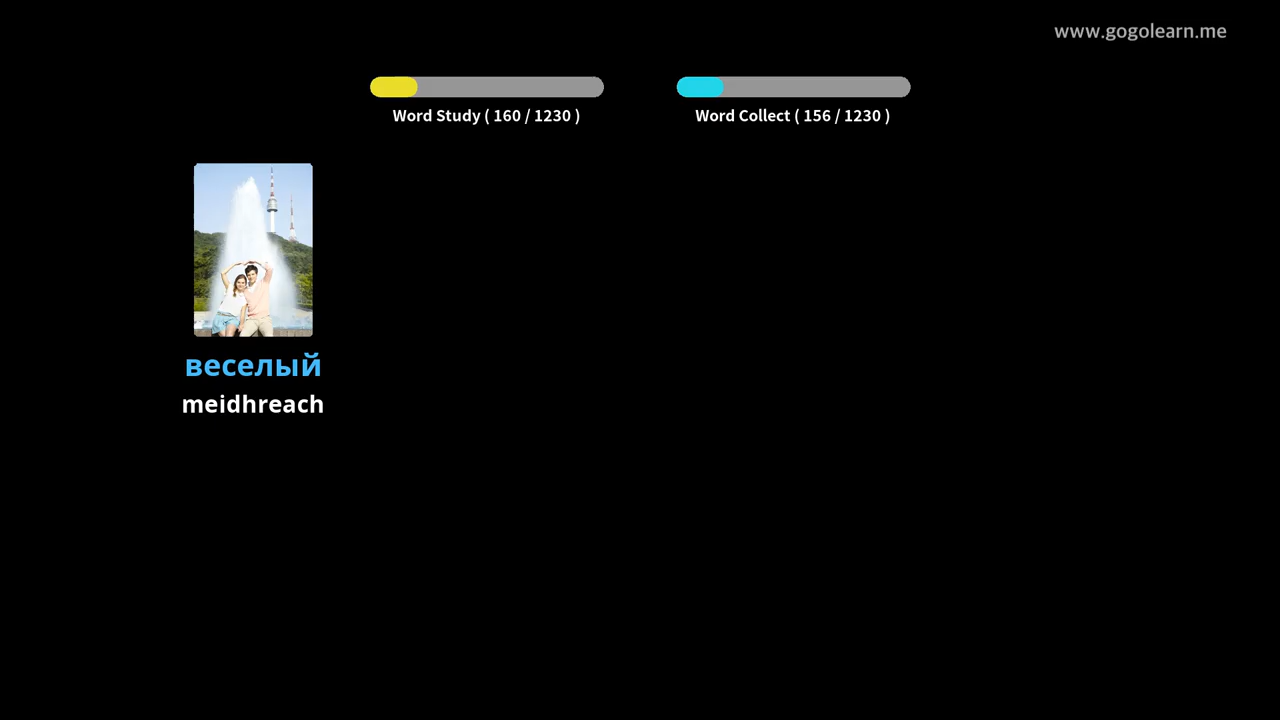 www.gogolearn.me
Word Study ( 160 / 1230 )
Word Collect ( 156 / 1230 )
веселый
meidhreach